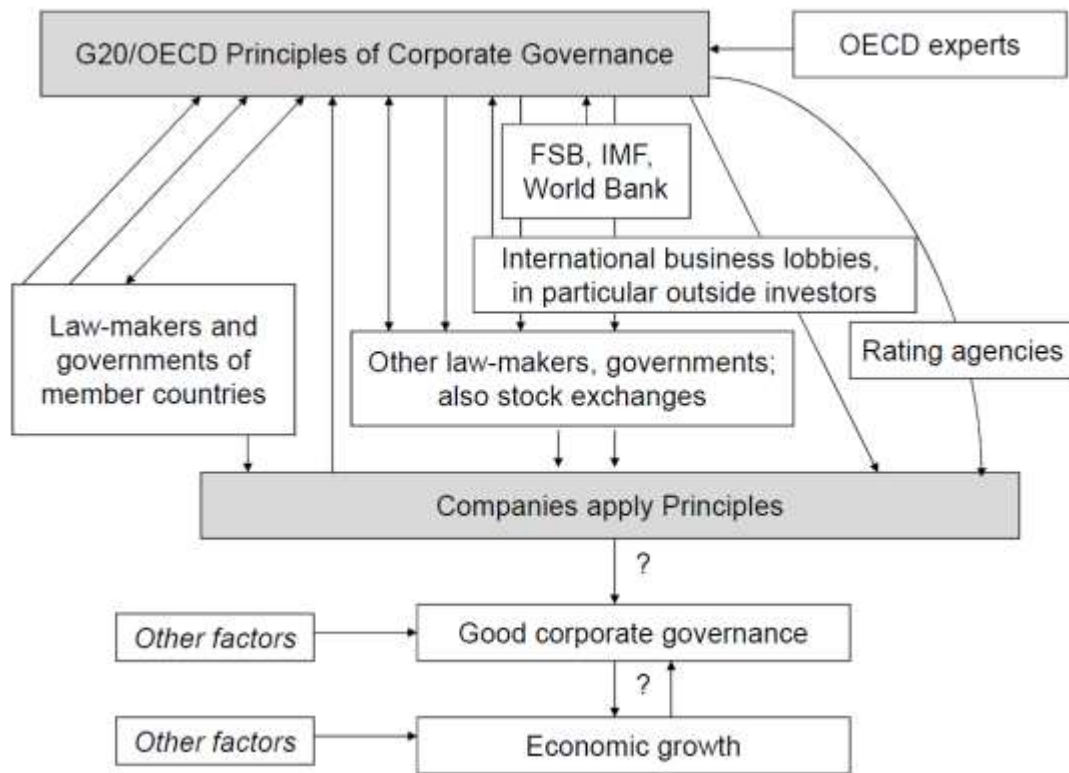 G20/OECD Principles of Corporate Governance
OECD experts
FSB, IMF,
World Bank
International business lobbies,
in particular outside investors
Law-makers and
governments of
member countries
Other law-makers, governments;
also stock exchanges
Rating agencies
Companies apply Principles
?
Other factors
Good corporate governance
?
Other factors
Economic growth